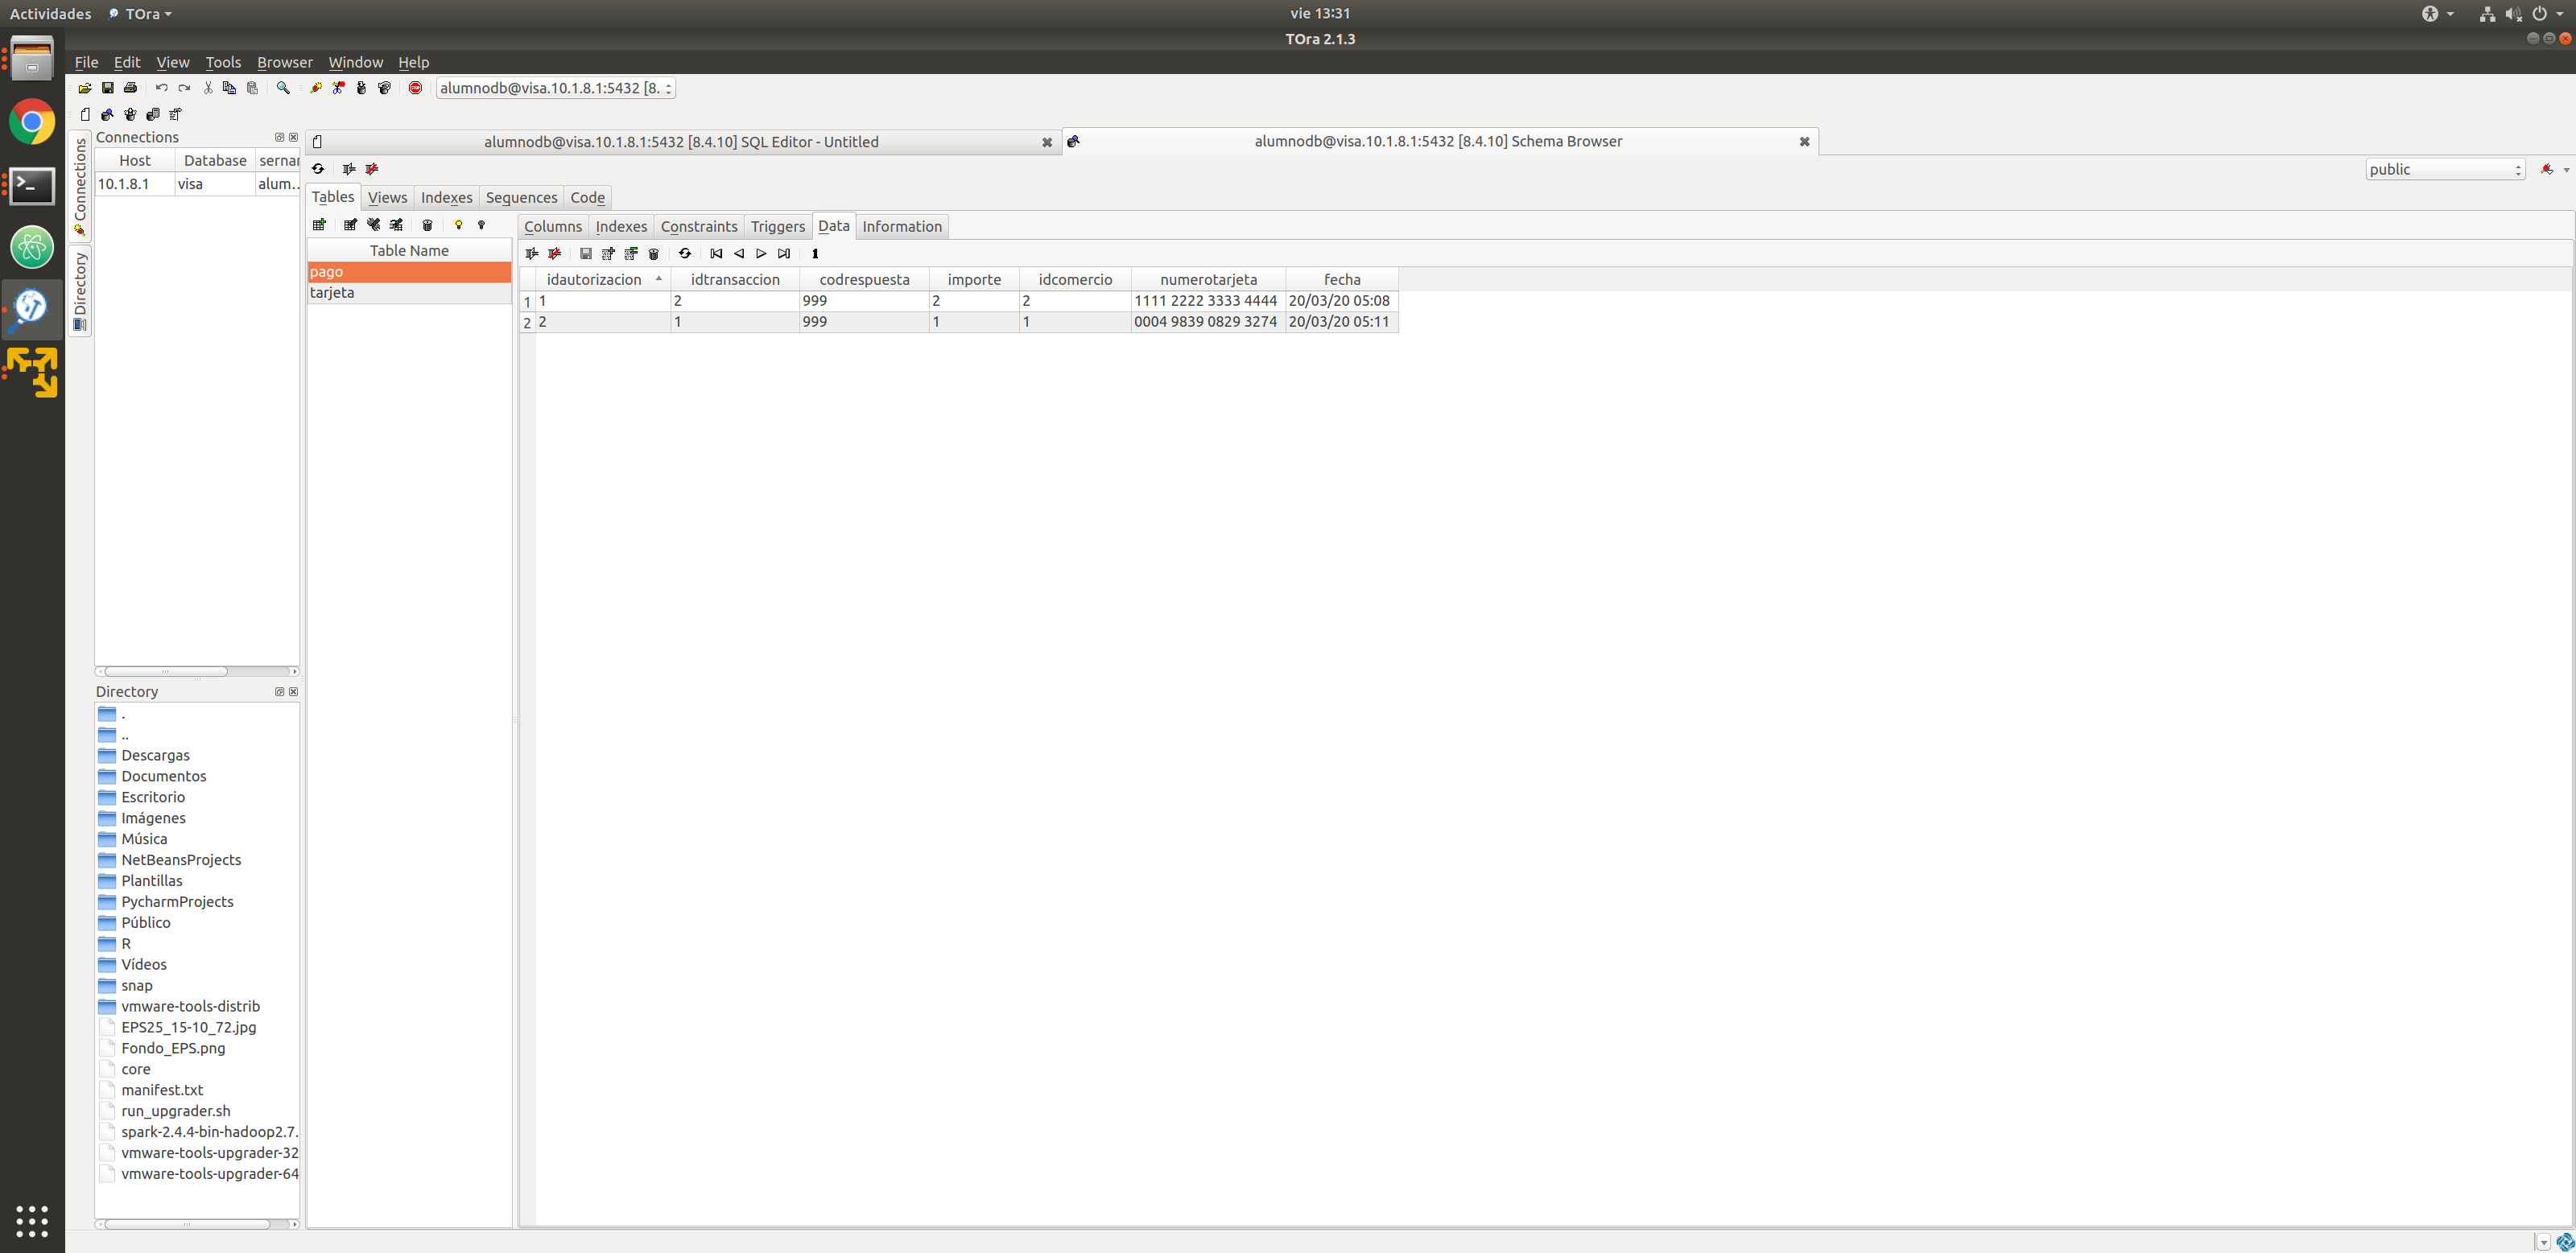 Actividades TOra vie 13:31
TOra 2.1.3
File Edit View Tools Browser Window Help
alumnodb@visa.10.1.8.1:5432 [8.
Connections
Directory
Connections
Host Database sernar
10.1.8.1 visa alum...
alumnodb@visa.10.1.8.1:5432 [8.4.10] SQL Editor - Untitled
alumnodb@visa.10.1.8.1:5432 [8.4.10] Schema Browser
public
Tables Views Indexes Sequences Code
Columns Indexes Constraints Triggers Data Information
Table Name
pago
tarjeta
idautorizacion idtransaccion codrespuesta importe idcomercio numerotarjeta fecha
1 1 2 999 2 2 1111 2222 3333 4444 20/03/20 05:08
2 2 1 999 1 1 0004 9839 0829 3274 20/03/20 05:11
Directory
.
..
Descargas
Documentos
Escritorio
Imágenes
Música
NetBeansProjects
Plantillas
PycharmProjects
Público
R
Vídeos
snap
vmware-tools-distrib
EPS25_15-10_72.jpg
Fondo_EPS.png
core
manifest.txt
run_upgrader.sh
spark-2.4.4-bin-hadoop2.7.
vmware-tools-upgrader-32
vmware-tools-upgrader-64